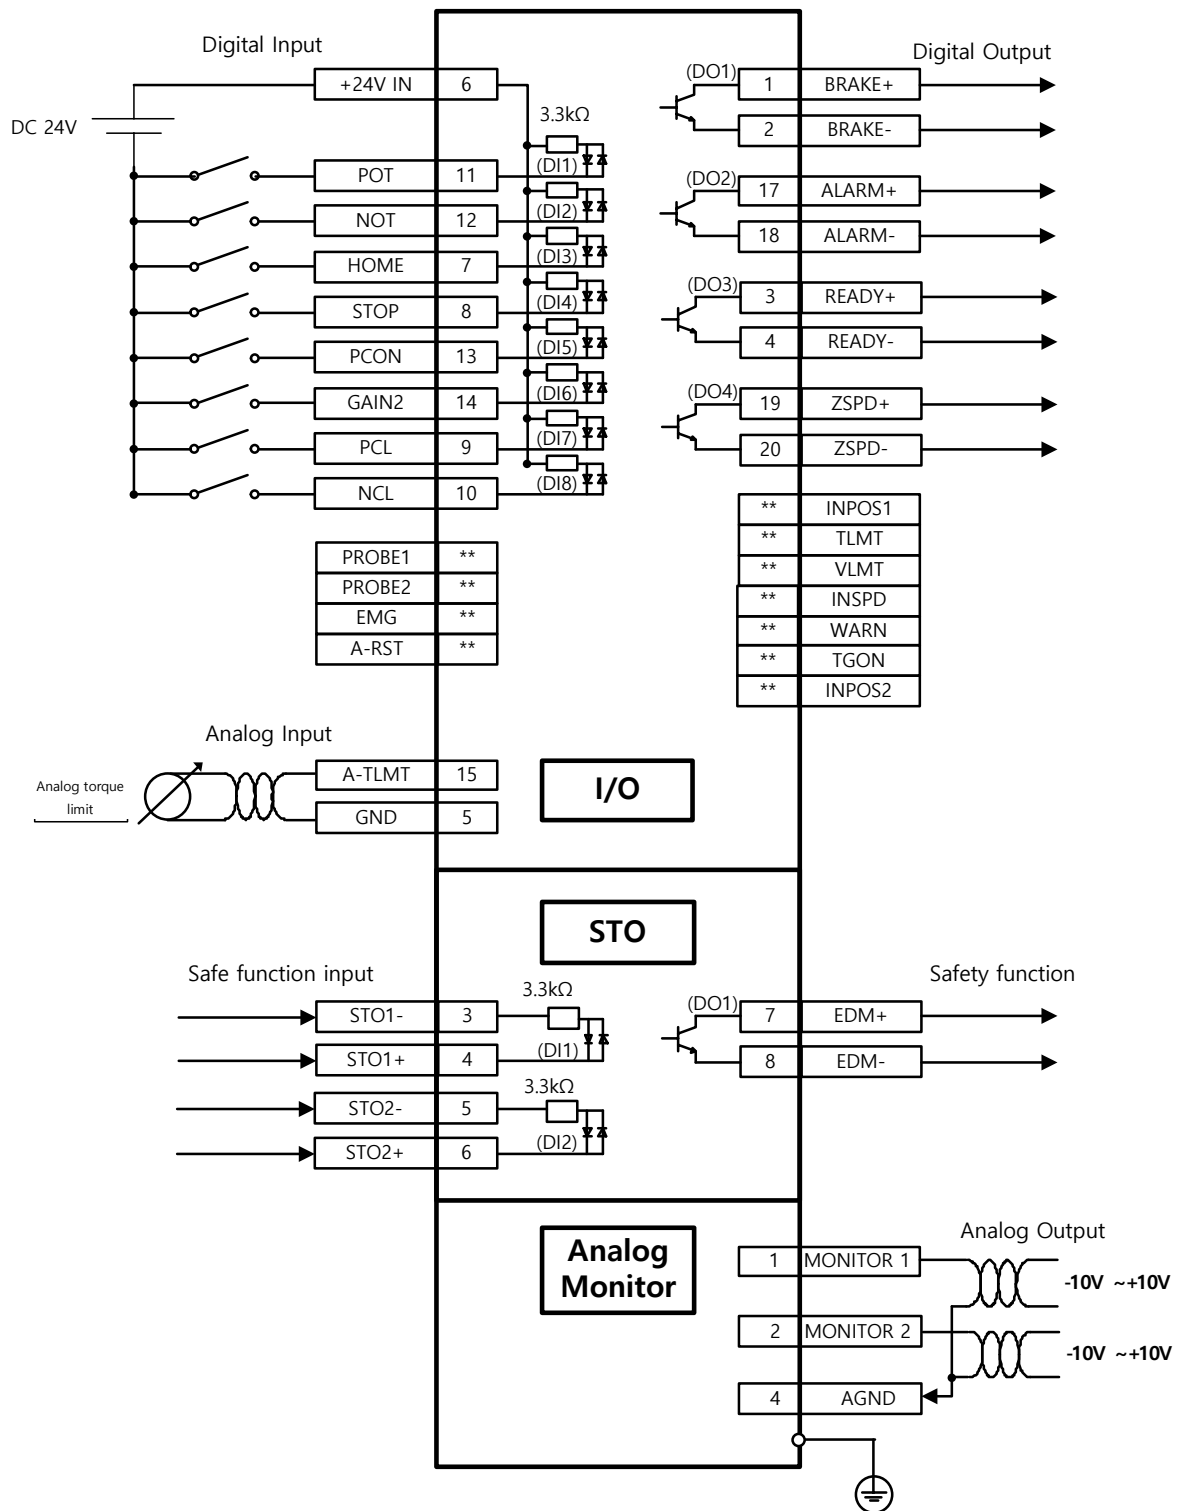 Digital Input
+24V IN 6
DC 24V
3.3kΩ
(DI1)
POT 11
(DI2)
NOT 12
(DI3)
HOME 7
(DI4)
STOP 8
(DI5)
PCON 13
(DI6)
GAIN2 14
(DI7)
PCL 9
(DI8)
NCL 10
PROBE1 **
PROBE2 **
EMG **
A-RST **
Digital Output
(DO1)
1 BRAKE+
2 BRAKE-
(DO2)
17 ALARM+
18 ALARM-
(DO3)
3 READY+
4 READY-
(DO4)
19 ZSPD+
20 ZSPD-
** INPOS1
** TLMT
** VLMT
** INSPD
** WARN
** TGON
** INPOS2
Analog Input
Analog torque
limit
A-TLMT 15
GND 5
I/O
STO
Safe function input
3.3kΩ
STO1- 3
(DI1)
STO1+ 4
3.3kΩ
STO2- 5
(DI2)
STO2+ 6
Safety function
(DO1)
7 EDM+
8 EDM-
Analog
Monitor
Analog Output
1 MONITOR 1
-10V ~+10V
2 MONITOR 2
-10V ~+10V
4 AGND